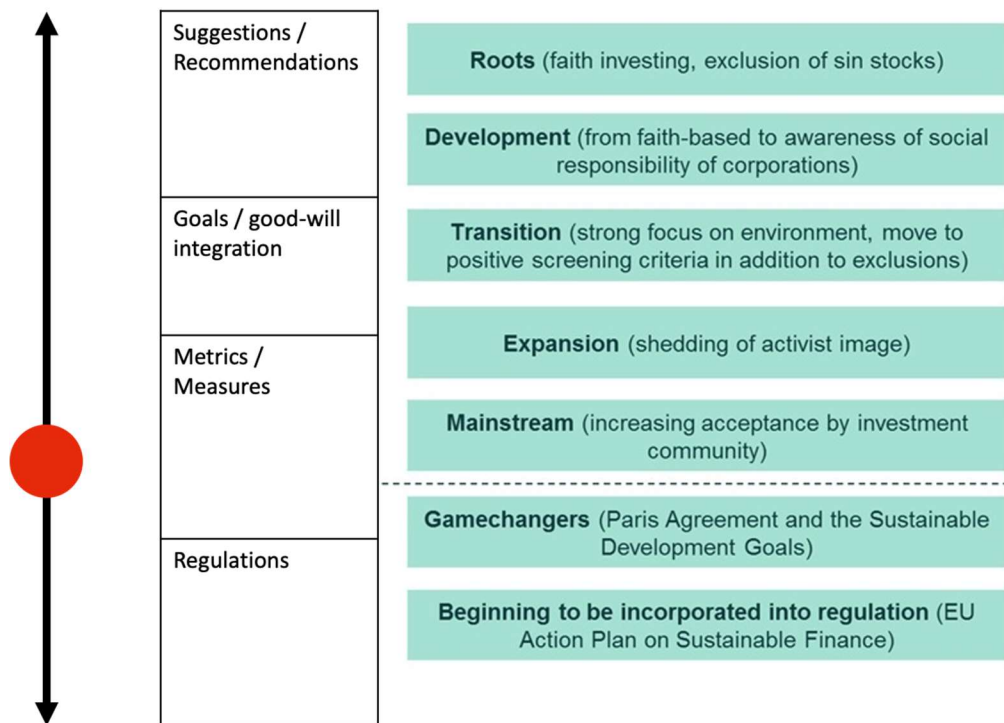 Suggestions /
Recommendations
Goals / good-will
integration
Metrics /
Measures
Regulations
Roots (faith investing, exclusion of sin stocks)
Development (from faith-based to awareness of social
responsibility of corporations)
Transition (strong focus on environment, move to
positive screening criteria in addition to exclusions)
Expansion (shedding of activist image)
Mainstream (increasing acceptance by investment
community)
Gamechangers (Paris Agreement and the Sustainable
Development Goals)
Beginning to be incorporated into regulation (EU
Action Plan on Sustainable Finance)